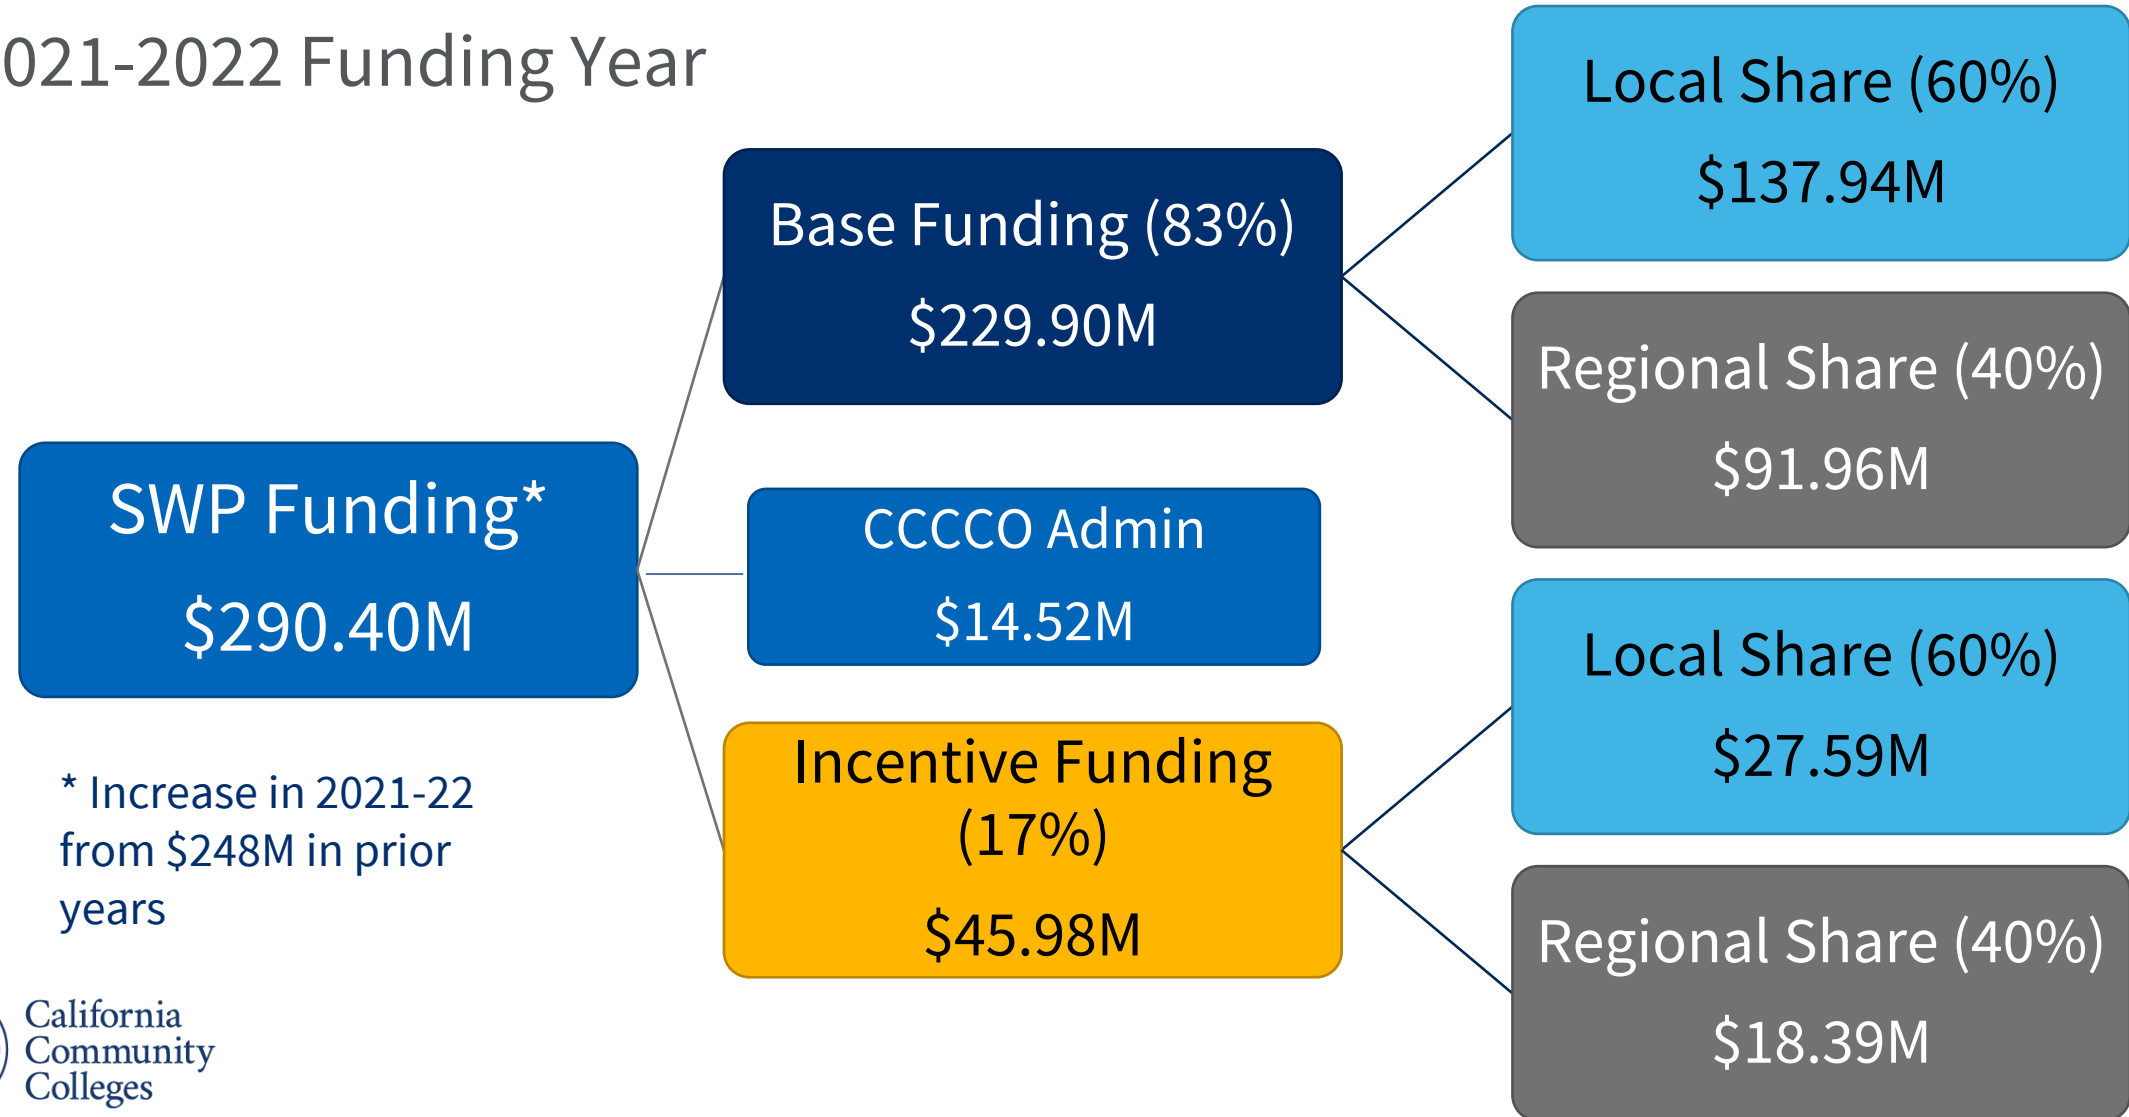 021-2022 Funding Year
SWP Funding*
$290.40M
* Increase in 2021-22
from $248M in prior
years
Base Funding (83%)
$229.90M
CCCCO Admin
$14.52M
Incentive Funding
(17%)
$45.98M
Local Share (60%)
$137.94M
Regional Share (40%)
$91.96M
Local Share (60%)
$27.59M
Regional Share (40%)
$18.39M
California
Community
Colleges